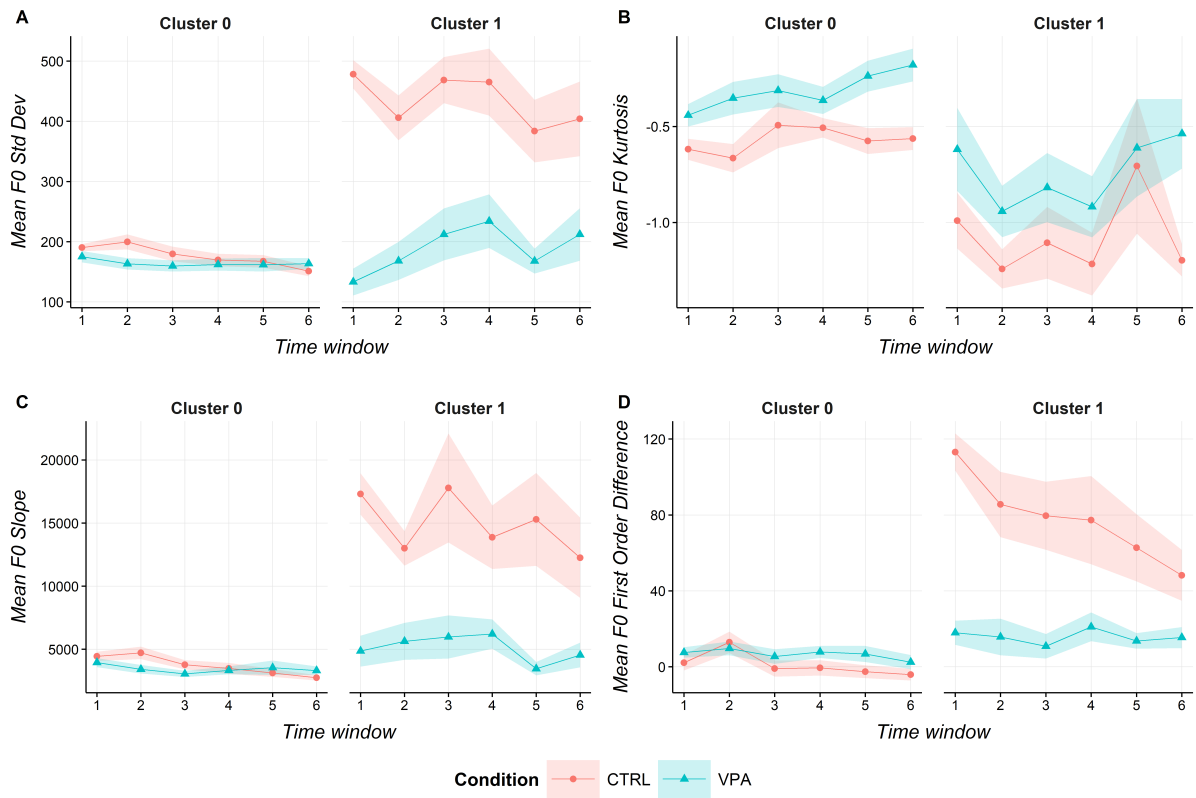 A
Cluster 0
Cluster 1
Mean F0 Std Dev
500
400
300
200
100
1 2 3 4 5 6
1 2 3 4 5 6
Time window
B
Cluster 0
Cluster 1
Mean F0 Kurtosis
-0.5
-1.0
1 2 3 4 5 6
1 2 3 4 5 6
Time window
C
Cluster 0
Cluster 1
Mean F0 Slope
20000
15000
10000
5000
1 2 3 4 5 6
1 2 3 4 5 6
Time window
D
Cluster 0
Cluster 1
Mean F0 First Order Difference
120
80
40
0
1 2 3 4 5 6
1 2 3 4 5 6
Time window
Condition CTRL VPA